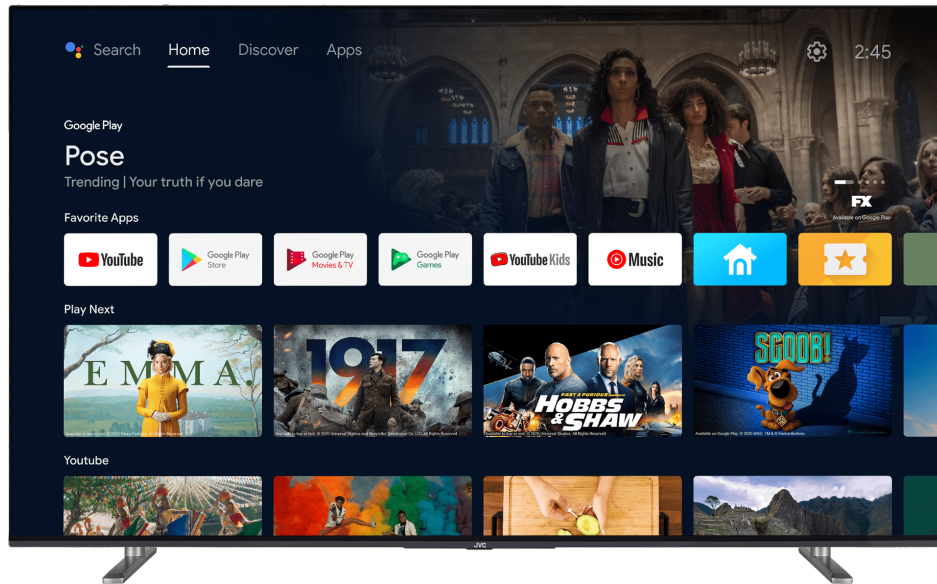 Search Home Discover Apps 2:45
Google Play
Pose
Trending | Your truth if you dare
FX
Available on Google Play
Favorite Apps
YouTube
Google Play
Store
Google Play
Movies & TV
Google Play
Games
YouTube Kids
Music
Play Next
EMMA.
1917
FAST & FURIOUS
HOBBS
& SHAW
SCOOB!
Youtube
JVC